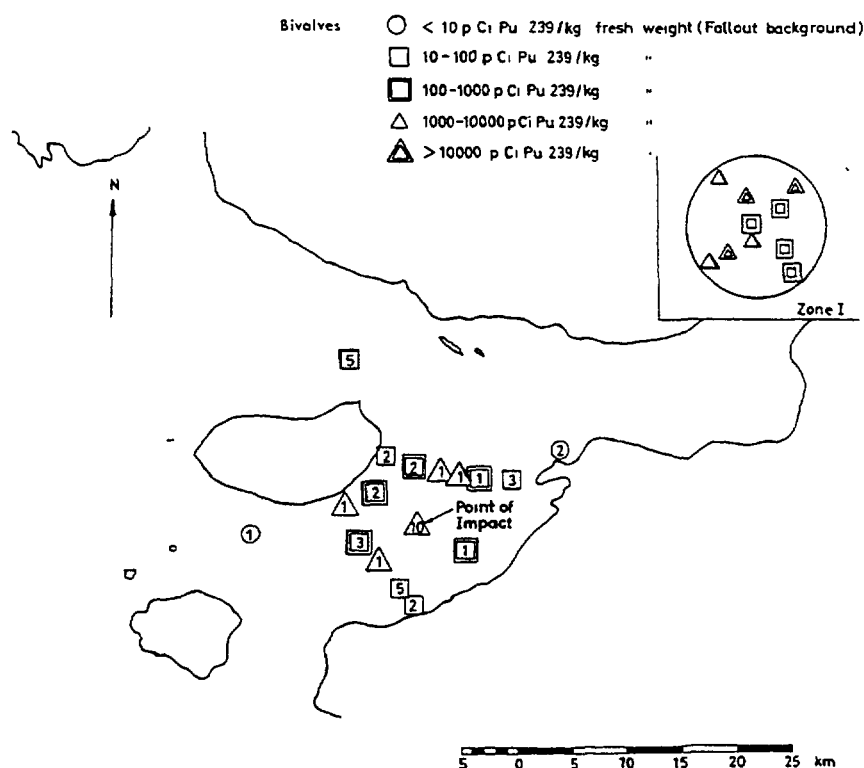 Bivalves < 10 p Ci Pu 239/kg fresh weight (Fallout background)
10-100 p Ci Pu 239/kg "
100-1000 p Ci Pu 239/kg "
1000-10000 p Ci Pu 239/kg "
> 10000 p Ci Pu 239/kg "
N
Zone I
5
2
2
2
1
1
1
3
2
1
Point of
Impact
10
1
3
1
1
5
2
5 0 5 10 15 20 25 km